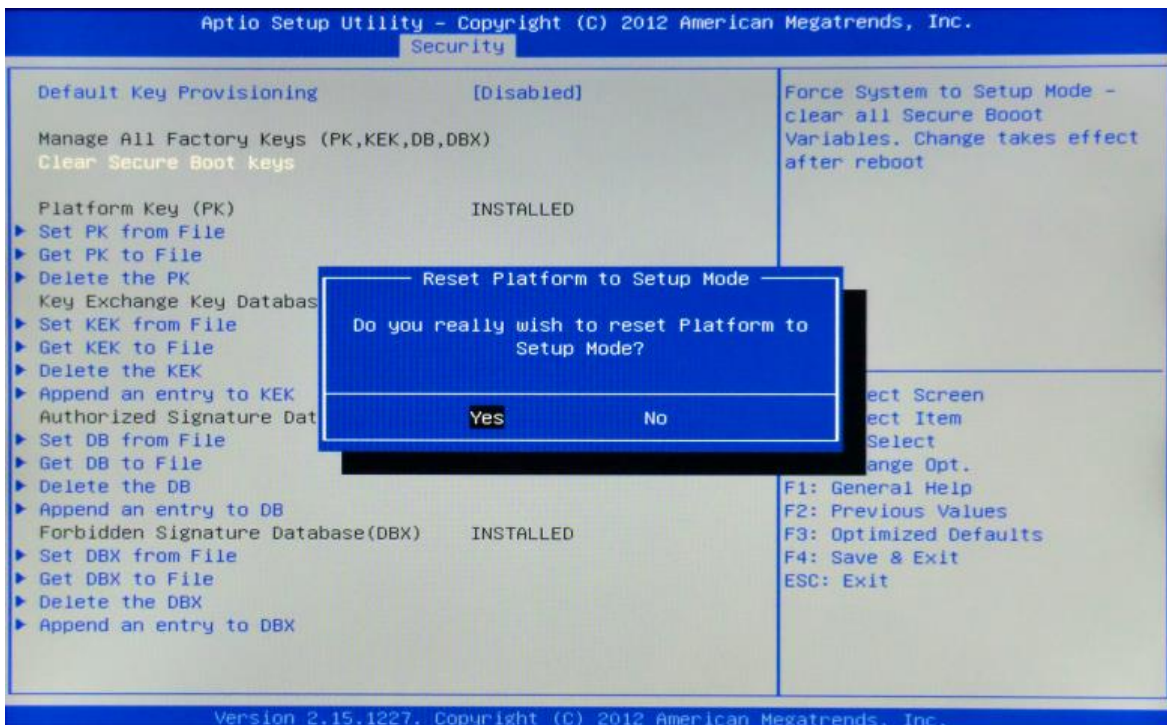 Aptio Setup Utility – Copyright (C) 2012 American Megatrends, Inc.
Security
Default Key Provisioning [Disabled]
Manage All Factory Keys (PK,KEK,DB,DBX)
Clear Secure Boot keys
Platform Key (PK) INSTALLED
Set PK from File
Get PK to File
Delete the PK
Key Exchange Key Databas
Set KEK from File
Get KEK to File
Delete the KEK
Append an entry to KEK
Authorized Signature Dat
Set DB from File
Get DB to File
Delete the DB
Append an entry to DB
Forbidden Signature Database(DBX) INSTALLED
Set DBX from File
Get DBX to File
Delete the DBX
Append an entry to DBX
Reset Platform to Setup Mode
Do you really wish to reset Platform to
Setup Mode?
Yes No
Force System to Setup Mode –
clear all Secure Booot
Variables. Change takes effect
after reboot
ect Screen
ect Item
Select
ange Opt.
F1: General Help
F2: Previous Values
F3: Optimized Defaults
F4: Save & Exit
ESC: Exit
Version 2.15.1227. Copyright (C) 2012 American Megatrends, Inc.